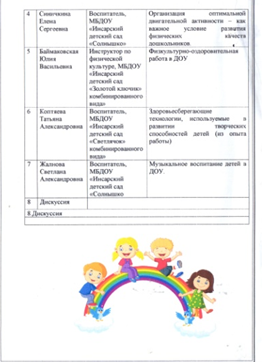 4 Синичкина Воспитатель, Организация оптимальной
Елена МБДОУ двигательной активности – как
Сергеевна «Инсарский важное условие развития
детский сад физических качеств
«Солнышко» дошкольников
5 Баймаковская Инструктор по Физкультурно-оздоровительная
Юлия физической работа в ДОУ
Васильевна культуре, МБДОУ
«Инсарский
детский сад
«Золотой ключик»
комбинированного
вида»
6 Коптяева Воспитатель, Здоровьесберегающие
Татьяна МБДОУ технологии, используемые в
Александровна «Инсарский развитии творческих
детский сад способностей детей (из опыта
«Светлячок» работы)
комбинированного
вида»
7 Жалнова Воспитатель, Музыкальное воспитание детей в
Светлана МБДОУ ДОУ.
Александровна «Инсарский
детский сад
«Солнышко
8 Дискуссия
8 Дискуссия